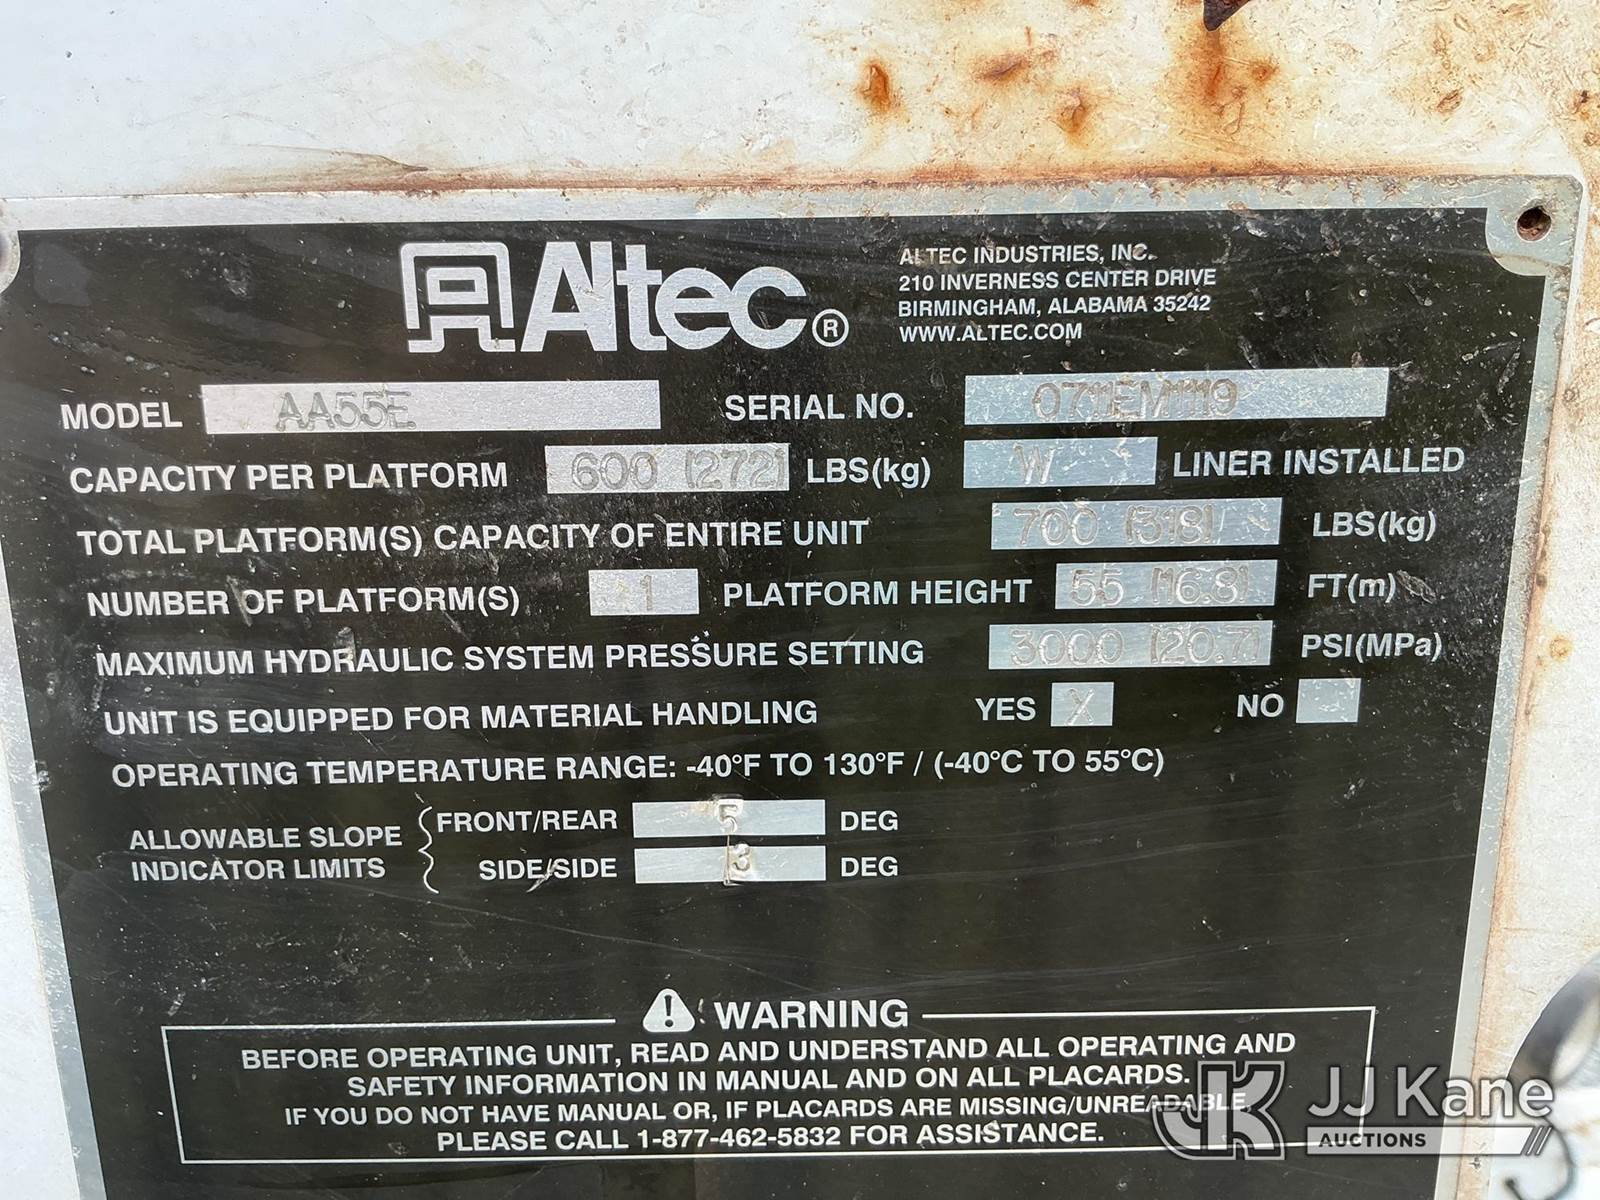 Altec®
ALTEC INDUSTRIES, INC.
210 INVERNESS CENTER DRIVE
BIRMINGHAM, ALABAMA 35242
WWW.ALTEC.COM
MODEL AA55E SERIAL NO. 0711EM1119
CAPACITY PER PLATFORM 600 (272) LBS(kg) W LINER INSTALLED
TOTAL PLATFORM(S) CAPACITY OF ENTIRE UNIT 700 (318) LBS(kg)
NUMBER OF PLATFORM(S) 1 PLATFORM HEIGHT 55 (16.8) FT(m)
MAXIMUM HYDRAULIC SYSTEM PRESSURE SETTING 3000 (20.7) PSI(MPa)
UNIT IS EQUIPPED FOR MATERIAL HANDLING YES X NO
OPERATING TEMPERATURE RANGE: -40°F TO 130°F / (-40°C TO 55°C)
ALLOWABLE SLOPE INDICATOR LIMITS
FRONT/REAR 5 DEG
SIDE/SIDE 3 DEG
WARNING
BEFORE OPERATING UNIT, READ AND UNDERSTAND ALL OPERATING AND
SAFETY INFORMATION IN MANUAL AND ON ALL PLACARDS.
IF YOU DO NOT HAVE MANUAL OR, IF PLACARDS ARE MISSING/UNREADABLE,
PLEASE CALL 1-877-462-5832 FOR ASSISTANCE.
JK JJ Kane
AUCTIONS